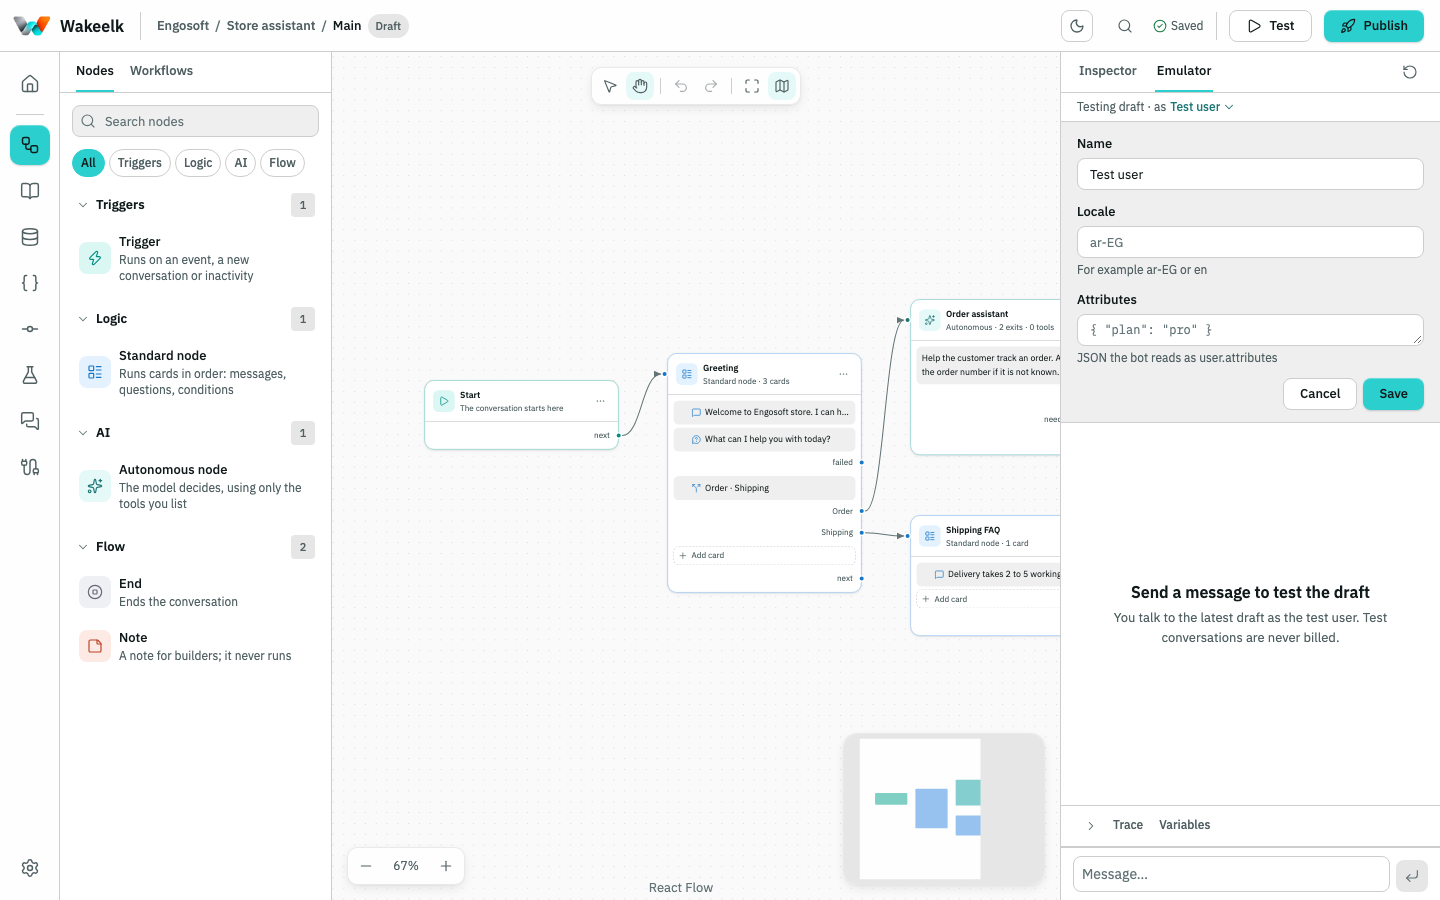 Wakeelk
Engosoft / Store assistant / Main Draft
Saved
Test
Publish
Nodes
Workflows
Search nodes
All
Triggers
Logic
AI
Flow
Triggers 1
Trigger
Runs on an event, a new
conversation or inactivity
Logic 1
Standard node
Runs cards in order: messages,
questions, conditions
AI 1
Autonomous node
The model decides, using only the
tools you list
Flow 2
End
Ends the conversation
Note
A note for builders; it never runs
Start
The conversation starts here
next
Greeting
Standard node · 3 cards
Welcome to Engosoft store. I can h...
What can I help you with today?
failed
Order · Shipping
Order
Shipping
Add card
next
Order assistant
Autonomous · 2 exits · 0 tools
Help the customer track an order. A
the order number if it is not known.
need
Shipping FAQ
Standard node · 1 card
Delivery takes 2 to 5 working
Add card
67%
React Flow
Inspector
Emulator
Testing draft · as Test user
Name
Test user
Locale
ar-EG
For example ar-EG or en
Attributes
{ "plan": "pro" }
JSON the bot reads as user.attributes
Cancel
Save
Send a message to test the draft
You talk to the latest draft as the test user. Test
conversations are never billed.
Trace
Variables
Message...